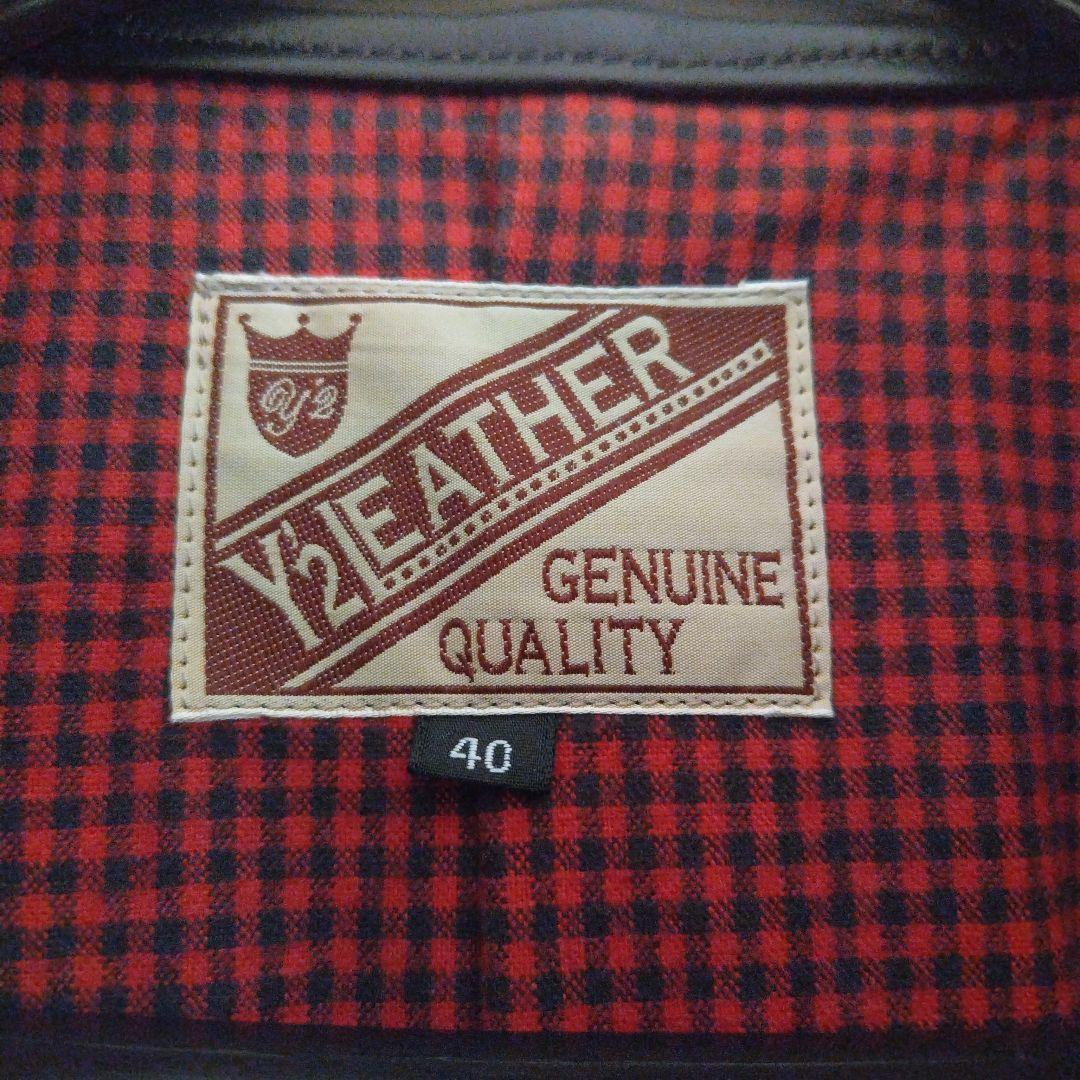 Y'2
Y'2 LEATHER
GENUINE
QUALITY
40